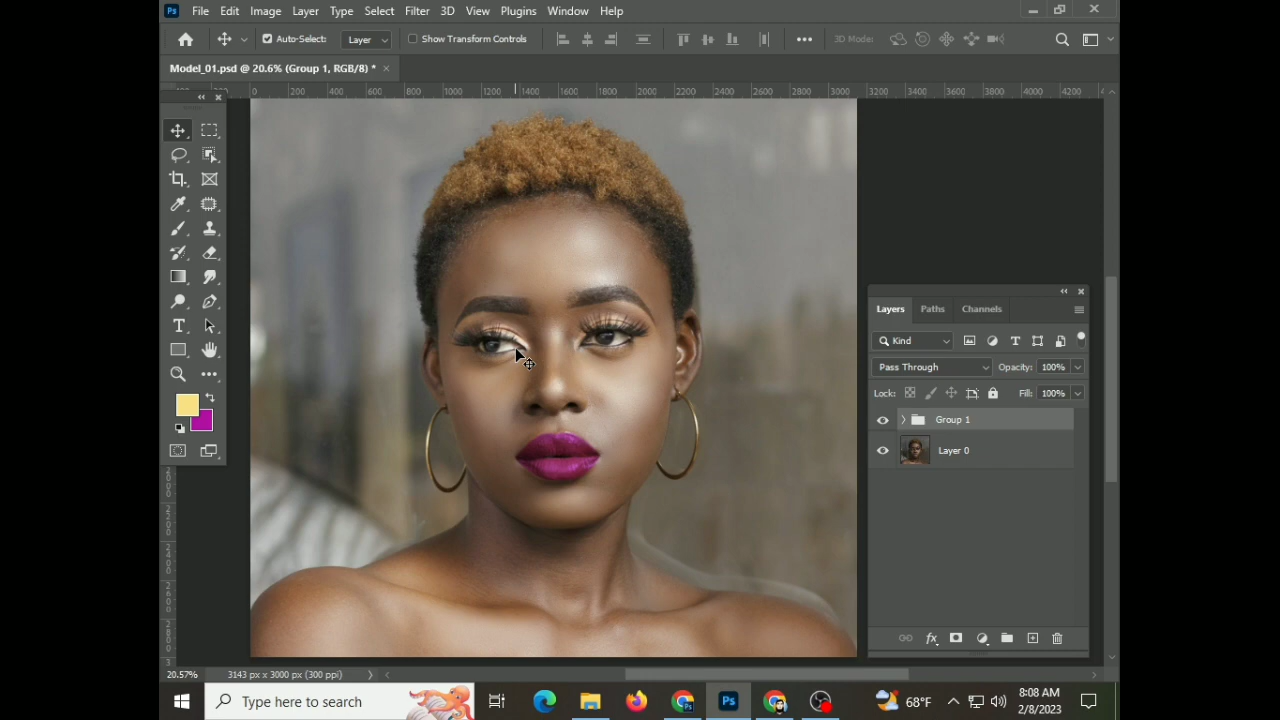 Ps File Edit Image Layer Type Select Filter 3D View Plugins Window Help
Auto-Select: Layer Show Transform Controls 3D Mode:
Model_01.psd @ 20.6% (Group 1, RGB/8) *
0 200 400 600 800 1000 1200 1400 1600 1800 2000 2200 2400 2600 2800 3000 3200 3400 3600 3800 4000 4200
Layers Paths Channels
Kind
Pass Through Opacity: 100%
Lock: Fill: 100%
Group 1
Layer 0
T
fx
20.57% 3143 px x 3000 px (300 ppi)
Type here to search
Ps
68°F
8:08 AM
2/8/2023